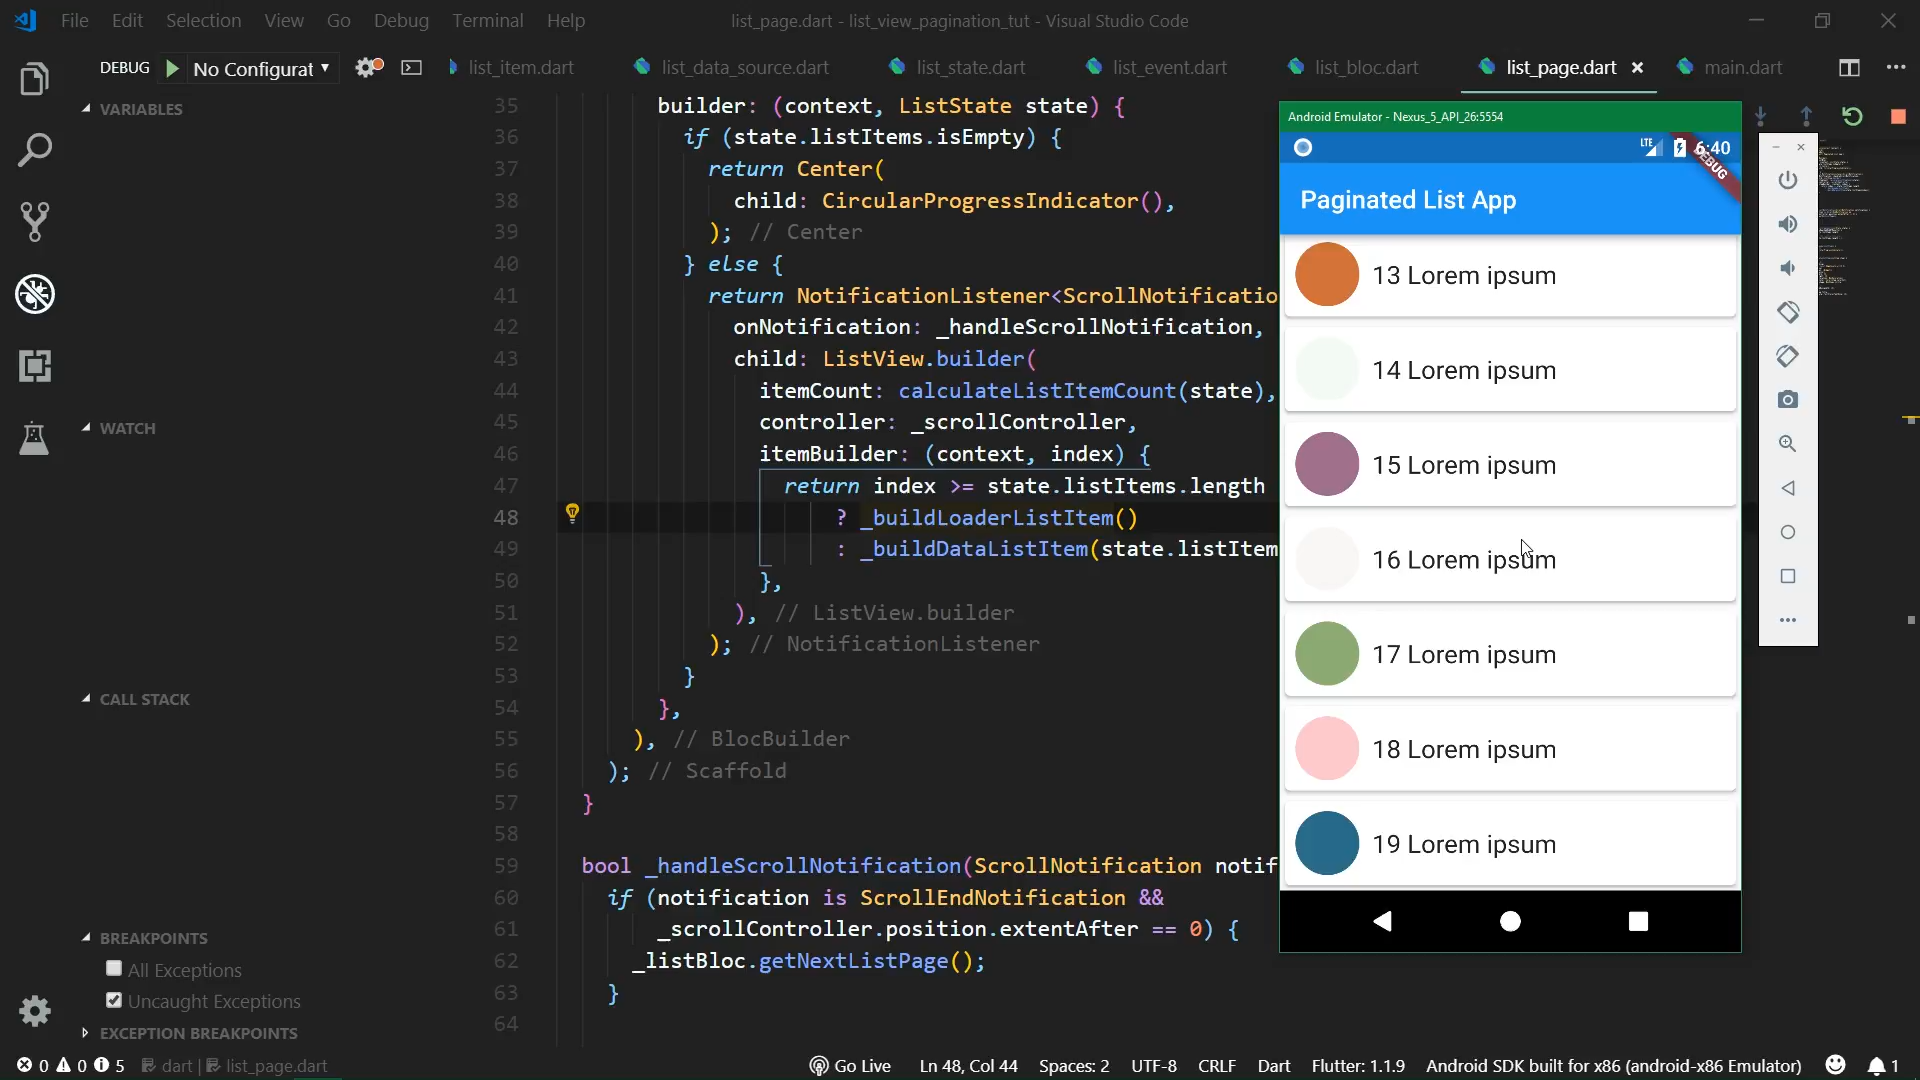 File Edit Selection View Go Debug Terminal Help
list_page.dart - list_view_pagination_tut - Visual Studio Code
DEBUG No Configurat
list_item.dart list_data_source.dart list_state.dart list_event.dart list_bloc.dart list_page.dart main.dart
VARIABLES
WATCH
CALL STACK
BREAKPOINTS
All Exceptions
Uncaught Exceptions
EXCEPTION BREAKPOINTS
35 builder: (context, ListState state) {
36 if (state.listItems.isEmpty) {
37 return Center(
38 child: CircularProgressIndicator(),
39 ); // Center
40 } else {
41 return NotificationListener<ScrollNotificatio
42 onNotification: _handleScrollNotification,
43 child: ListView.builder(
44 itemCount: calculateListItemCount(state),
45 controller: _scrollController,
46 itemBuilder: (context, index) {
47 return index >= state.listItems.length
48 ? _buildLoaderListItem()
49 : _buildDataListItem(state.listItem
50 },
51 ), // ListView.builder
52 ); // NotificationListener
53 }
54 },
55 ), // BlocBuilder
56 ); // Scaffold
57 }
58
59 bool _handleScrollNotification(ScrollNotification notif
60 if (notification is ScrollEndNotification &&
61 _scrollController.position.extentAfter == 0) {
62 _listBloc.getNextListPage();
63 }
64
Android Emulator - Nexus_5_API_26:5554
LTE 6:40
DEBUG
Paginated List App
13 Lorem ipsum
14 Lorem ipsum
15 Lorem ipsum
16 Lorem ipsum
17 Lorem ipsum
18 Lorem ipsum
19 Lorem ipsum
0 0 5 dart | list_page.dart Go Live Ln 48, Col 44 Spaces: 2 UTF-8 CRLF Dart Flutter: 1.1.9 Android SDK built for x86 (android-x86 Emulator) 1